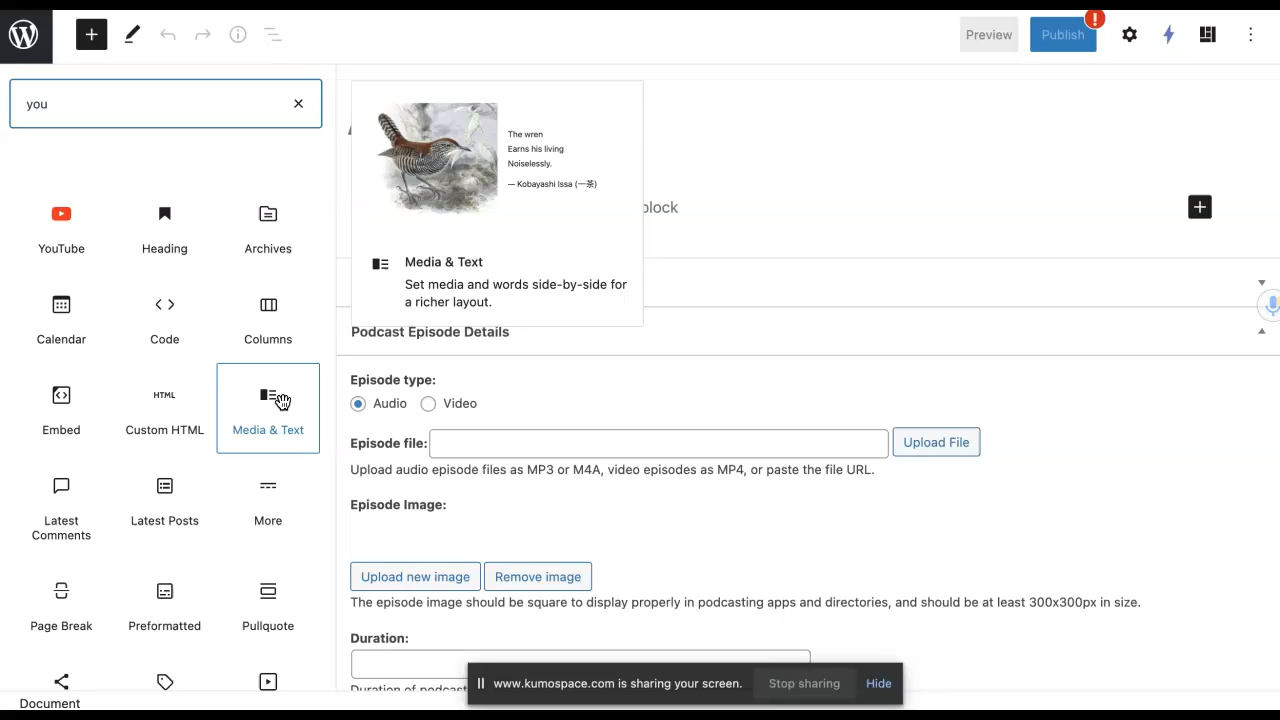 Preview
Publish
!
you
The wren
Earns his living
Noiselessly.
— Kobayashi Issa (一茶)
block
Media & Text
Set media and words side-by-side for
a richer layout.
YouTube
Heading
Archives
Calendar
Code
Columns
HTML
Embed
Custom HTML
Media & Text
Latest
Comments
Latest Posts
More
Page Break
Preformatted
Pullquote
Document
Podcast Episode Details
Episode type:
Audio
Video
Episode file:
Upload File
Upload audio episode files as MP3 or M4A, video episodes as MP4, or paste the file URL.
Episode Image:
Upload new image
Remove image
The episode image should be square to display properly in podcasting apps and directories, and should be at least 300x300px in size.
Duration:
Duration of podcast
www.kumospace.com is sharing your screen.
Stop sharing
Hide